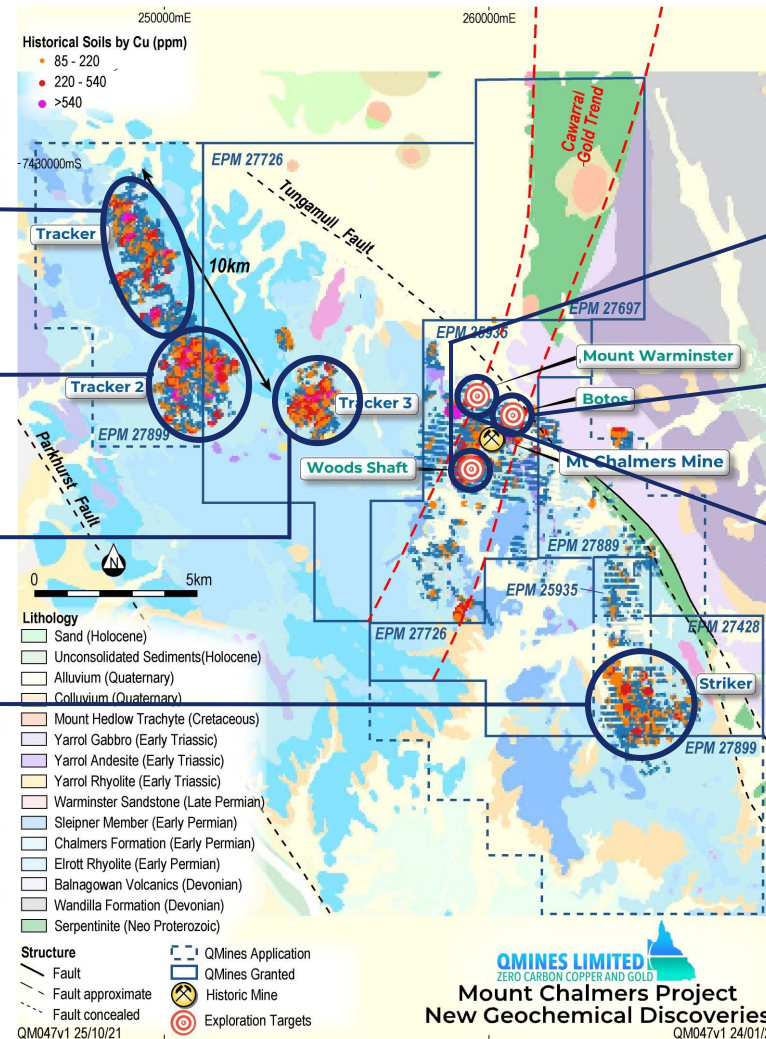 250000mE
260000mE
Historical Soils by Cu (ppm)
85 - 220
220 - 540
>540
7430000mS
EPM 27726
Tungamull Fault
Cawarral
Gold Trend
Tracker
10km
EPM 27697
EPM 25935
Mount Warminster
Tracker 2
Tracker 3
Botos
EPM 27899
Parkhurst Fault
Woods Shaft
Mt Chalmers Mine
N
0 5km
EPM 27889
EPM 25935
EPM 27726
EPM 27428
Striker
EPM 27899
Lithology
Sand (Holocene)
Unconsolidated Sediments(Holocene)
Alluvium (Quaternary)
Colluvium (Quaternary)
Mount Hedlow Trachyte (Cretaceous)
Yarrol Gabbro (Early Triassic)
Yarrol Andesite (Early Triassic)
Yarrol Rhyolite (Early Triassic)
Warminster Sandstone (Late Permian)
Sleipner Member (Early Permian)
Chalmers Formation (Early Permian)
Elrott Rhyolite (Early Permian)
Balnagowan Volcanics (Devonian)
Wandilla Formation (Devonian)
Serpentinite (Neo Proterozoic)
Structure
Fault
Fault approximate
Fault concealed
QMines Application
QMines Granted
Historic Mine
Exploration Targets
QMINES LIMITED
ZERO CARBON COPPER AND GOLD
Mount Chalmers Project
New Geochemical Discoveries
QM047v1 25/10/21
QM047v1 24/01/2